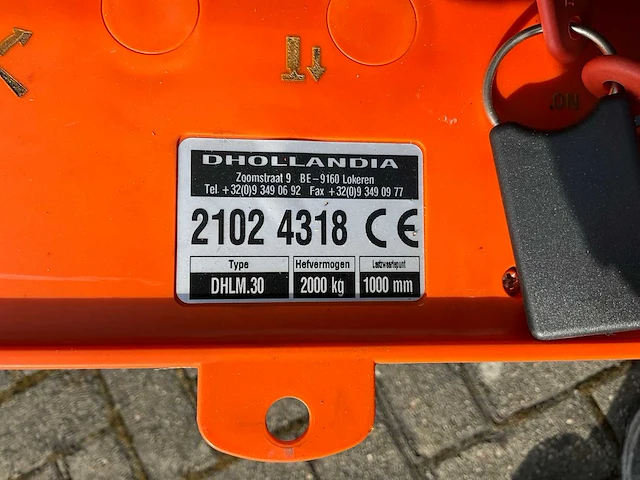 ON.
DHOLLANDIA
Zoomstraat 9 BE-9160 Lokeren
Tel. +32(0)9 349 06 92 Fax +32(0)9 349 09 77
2102 4318 CE
Type Hefvermogen Lastzwaartepunt
DHLM.30 2000 kg 1000 mm